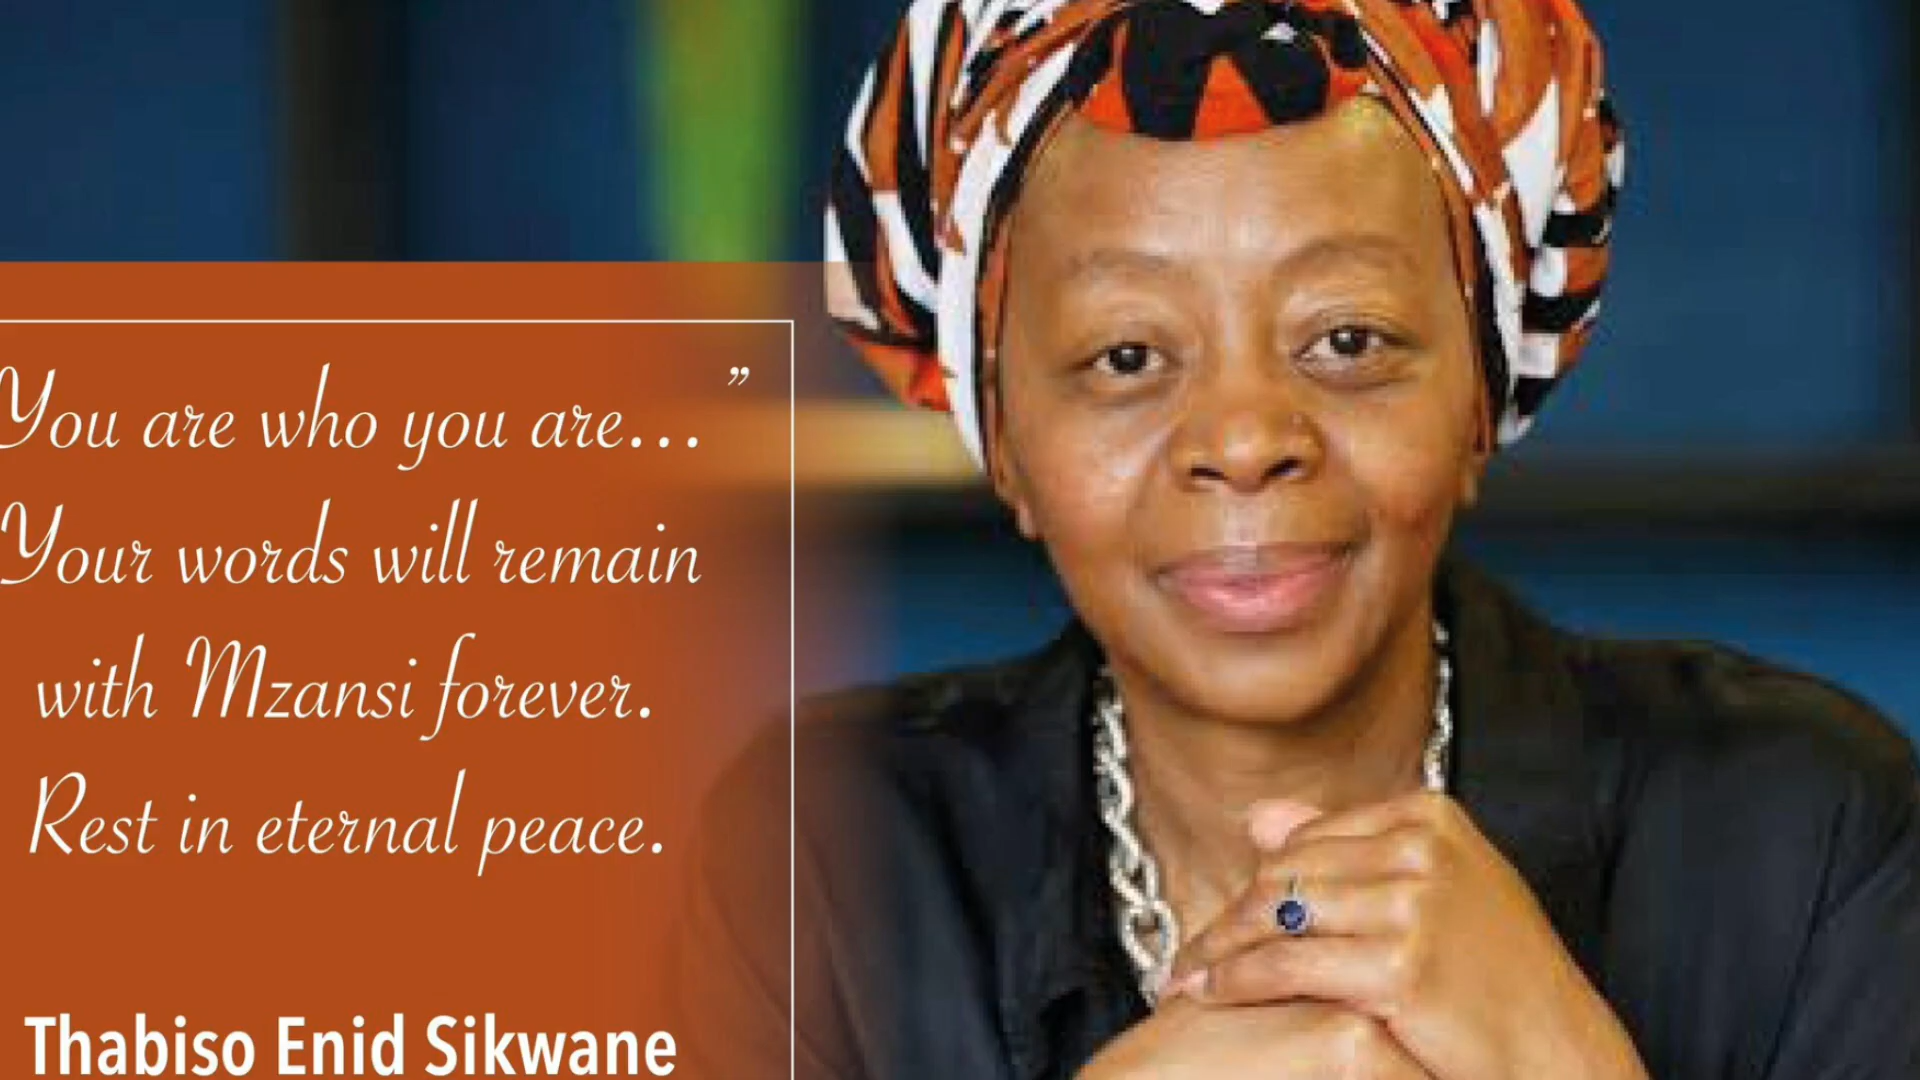 You are who you are... ”
Your words will remain
with Mzansi forever.
Rest in eternal peace.
Thabiso Enid Sikwane